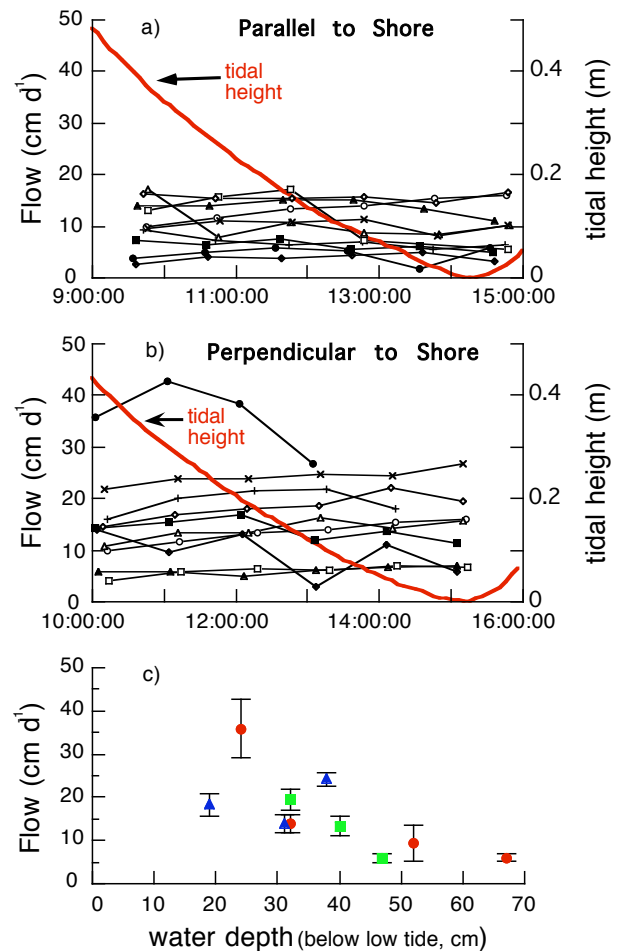 a) Parallel to Shore
Flow (cm d¹)
50
40
30
20
10
0
tidal
height
0.4
0.2
0
tidal height (m)
9:00:00 11:00:00 13:00:00 15:00:00
b) Perpendicular to Shore
Flow (cm d¹)
50
40
30
20
10
0
tidal
height
0.4
0.2
0
tidal height (m)
10:00:00 12:00:00 14:00:00 16:00:00
c)
Flow (cm d¹)
50
40
30
20
10
0
0 10 20 30 40 50 60 70
water depth (below low tide, cm)